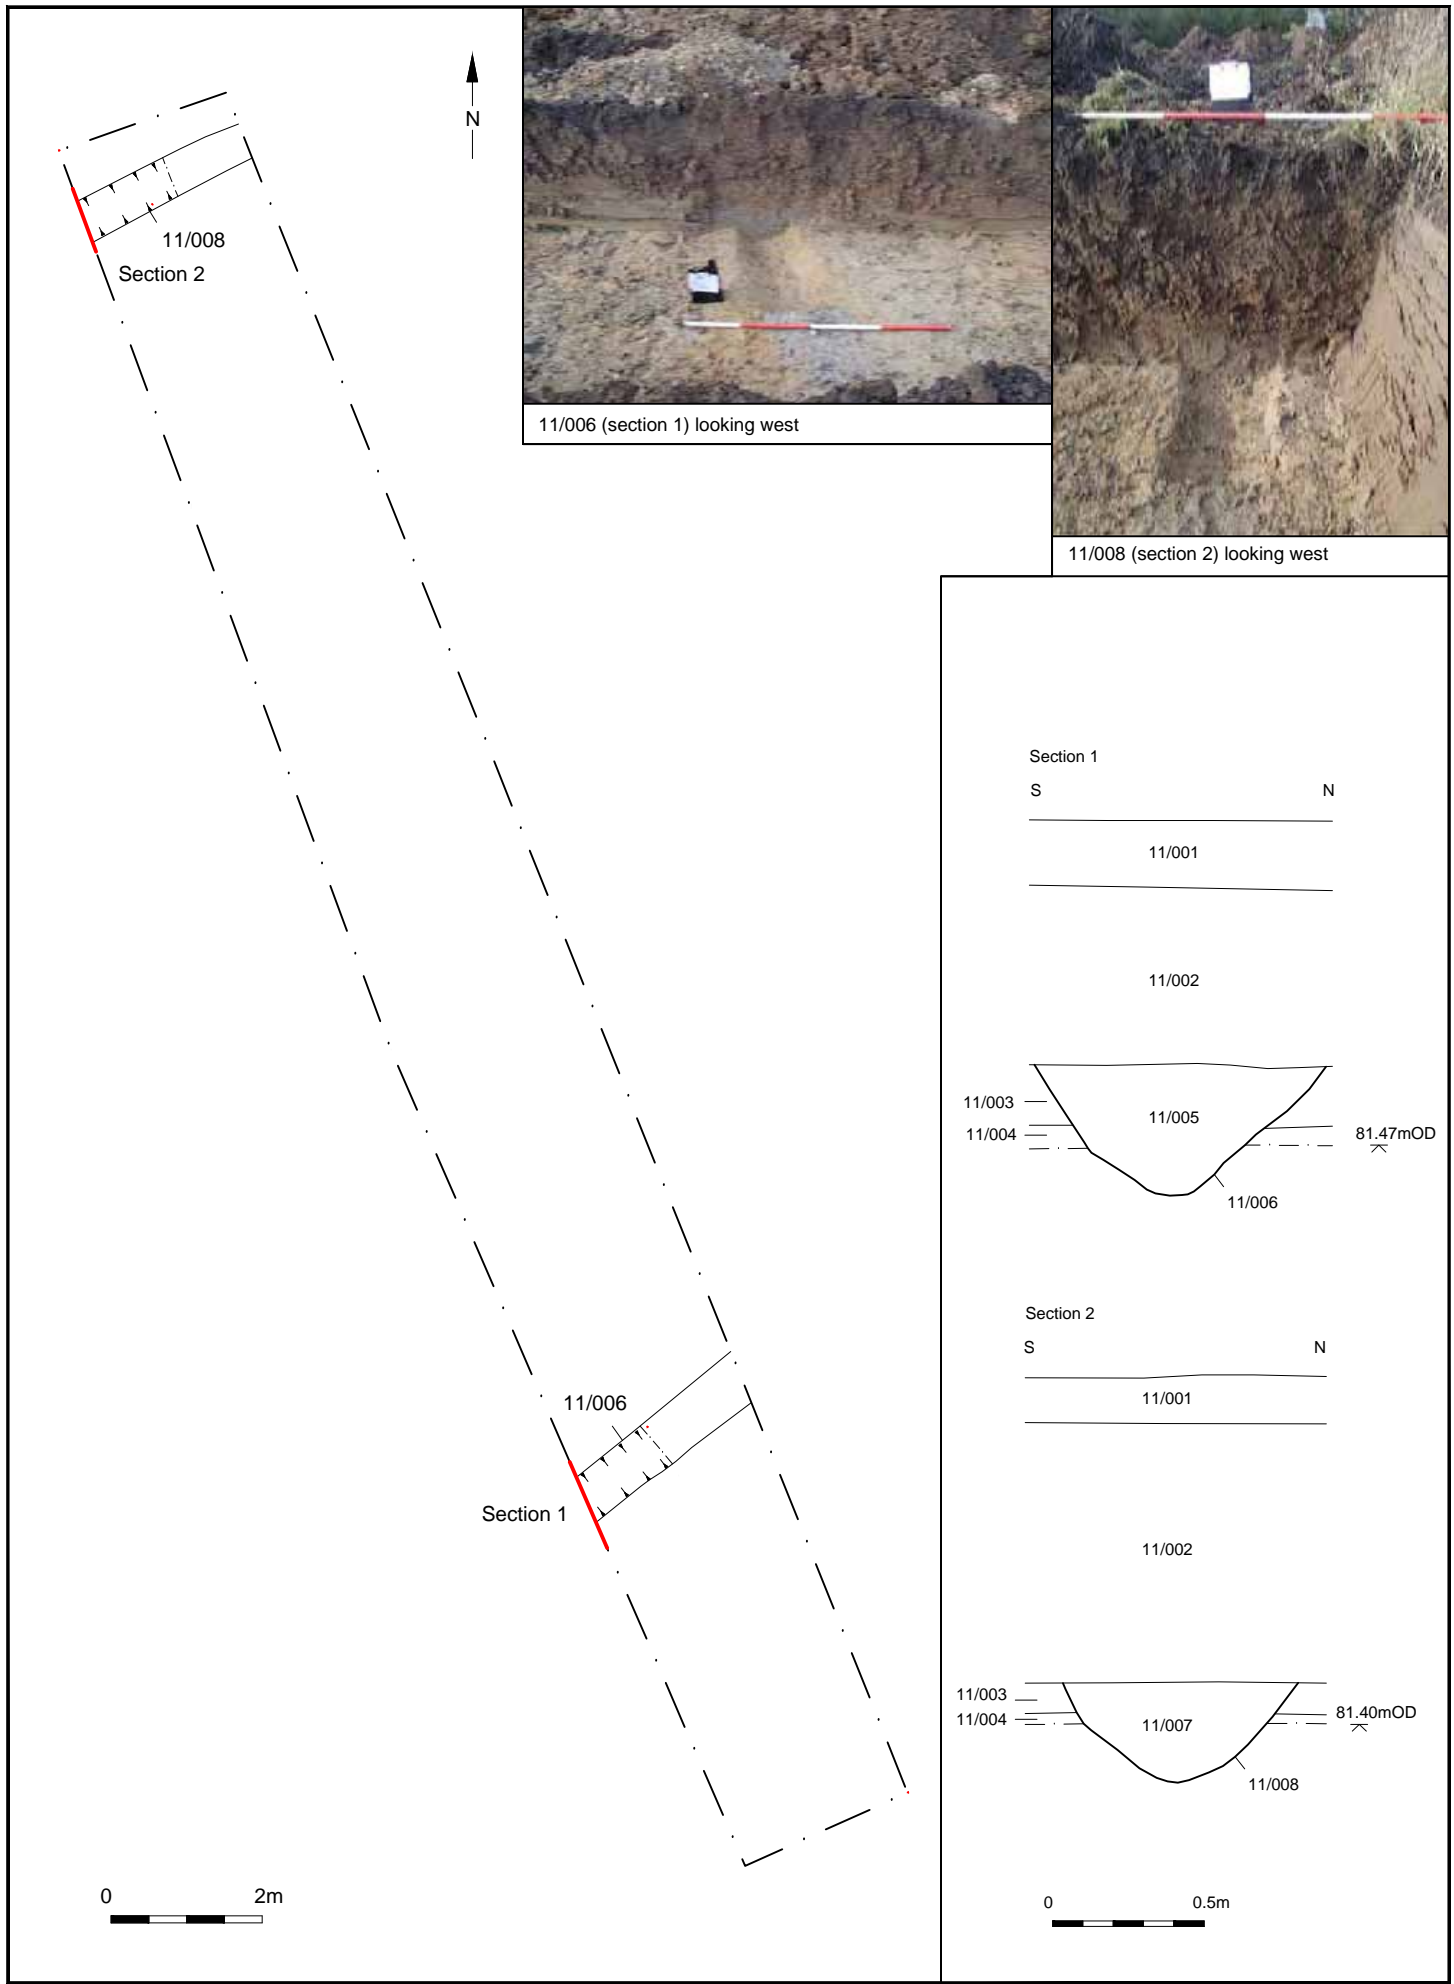 N
11/008
Section 2
11/006 (section 1) looking west
11/008 (section 2) looking west
11/006
Section 1
0 2m
Section 1
S N
11/001
11/002
11/003
11/005
11/004
81.47mOD
11/006
Section 2
S N
11/001
11/002
11/003
11/004
11/007
81.40mOD
11/008
0 0.5m